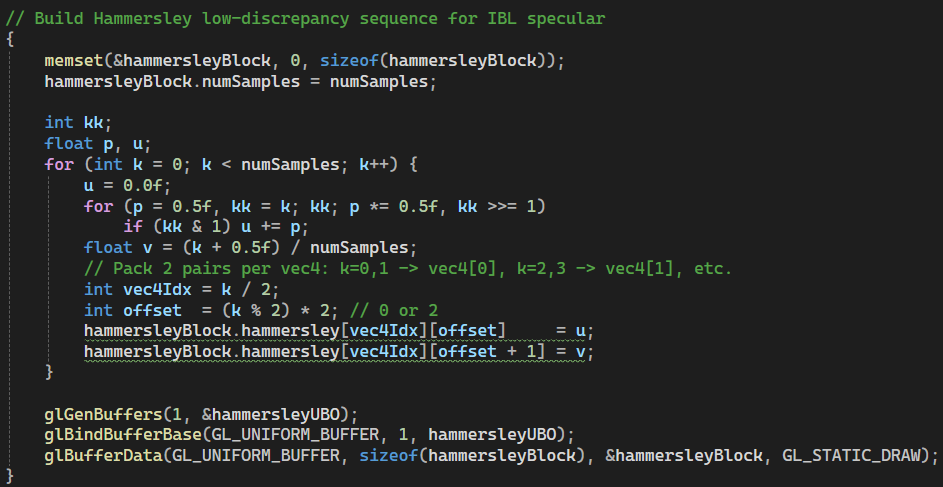 // Build Hammersley low-discrepancy sequence for IBL specular
{
    memset(&hammersleyBlock, 0, sizeof(hammersleyBlock));
    hammersleyBlock.numSamples = numSamples;

    int kk;
    float p, u;
    for (int k = 0; k < numSamples; k++) {
        u = 0.0f;
        for (p = 0.5f, kk = k; kk; p *= 0.5f, kk >>= 1)
            if (kk & 1) u += p;
        float v = (k + 0.5f) / numSamples;
        // Pack 2 pairs per vec4: k=0,1 -> vec4[0], k=2,3 -> vec4[1], etc.
        int vec4Idx = k / 2;
        int offset  = (k % 2) * 2; // 0 or 2
        hammersleyBlock.hammersley[vec4Idx][offset]     = u;
        hammersleyBlock.hammersley[vec4Idx][offset + 1] = v;
    }

    glGenBuffers(1, &hammersleyUBO);
    glBindBufferBase(GL_UNIFORM_BUFFER, 1, hammersleyUBO);
    glBufferData(GL_UNIFORM_BUFFER, sizeof(hammersleyBlock), &hammersleyBlock, GL_STATIC_DRAW);
}